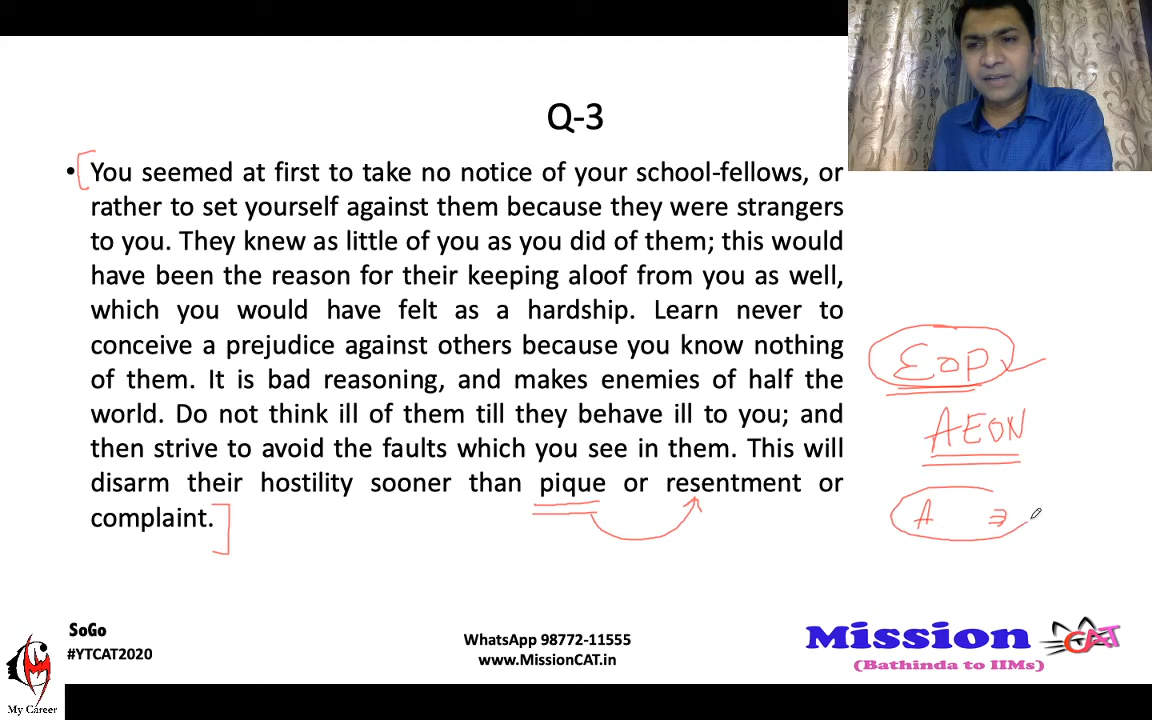 Q-3
• You seemed at first to take no notice of your school-fellows, or
rather to set yourself against them because they were strangers
to you. They knew as little of you as you did of them; this would
have been the reason for their keeping aloof from you as well,
which you would have felt as a hardship. Learn never to
conceive a prejudice against others because you know nothing
of them. It is bad reasoning, and makes enemies of half the
world. Do not think ill of them till they behave ill to you; and
then strive to avoid the faults which you see in them. This will
disarm their hostility sooner than pique or resentment or
complaint.
EOP
AEON
A
SoGo
#YTCAT2020
My Career
WhatsApp 98772-11555
www.MissionCAT.in
Mission CAT
(Bathinda to IIMs)